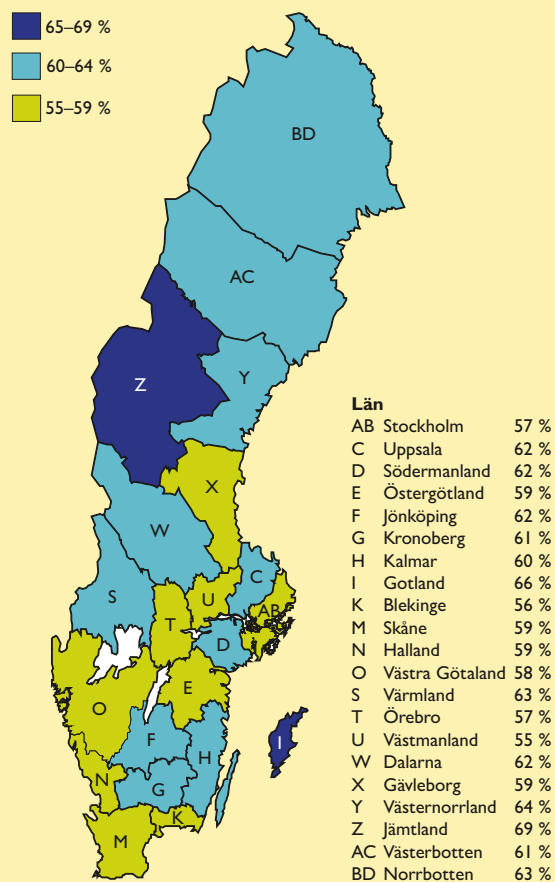 65–69 %
60–64 %
55–59 %
BD
AC
Z
Y
X
W
S
C
U
AB
T
D
O
E
F
I
H
N
G
K
M
Län
AB Stockholm 57 %
C Uppsala 62 %
D Södermanland 62 %
E Östergötland 59 %
F Jönköping 62 %
G Kronoberg 61 %
H Kalmar 60 %
I Gotland 66 %
K Blekinge 56 %
M Skåne 59 %
N Halland 59 %
O Västra Götaland 58 %
S Värmland 63 %
T Örebro 57 %
U Västmanland 55 %
W Dalarna 62 %
X Gävleborg 59 %
Y Västernorrland 64 %
Z Jämtland 69 %
AC Västerbotten 61 %
BD Norrbotten 63 %